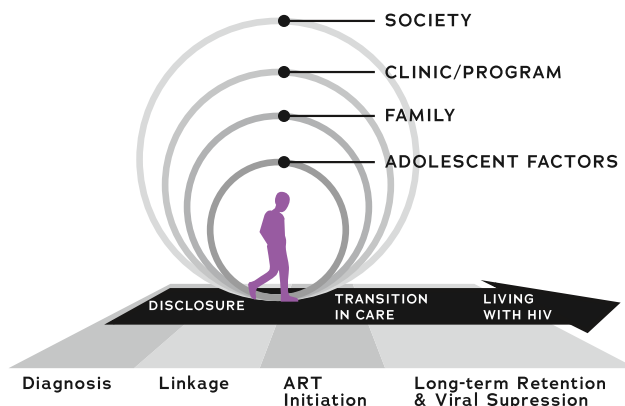 SOCIETY
CLINIC/PROGRAM
FAMILY
ADOLESCENT FACTORS
DISCLOSURE
TRANSITION
IN CARE
LIVING
WITH HIV
Diagnosis
Linkage
ART
Initiation
Long-term Retention
& Viral Supression